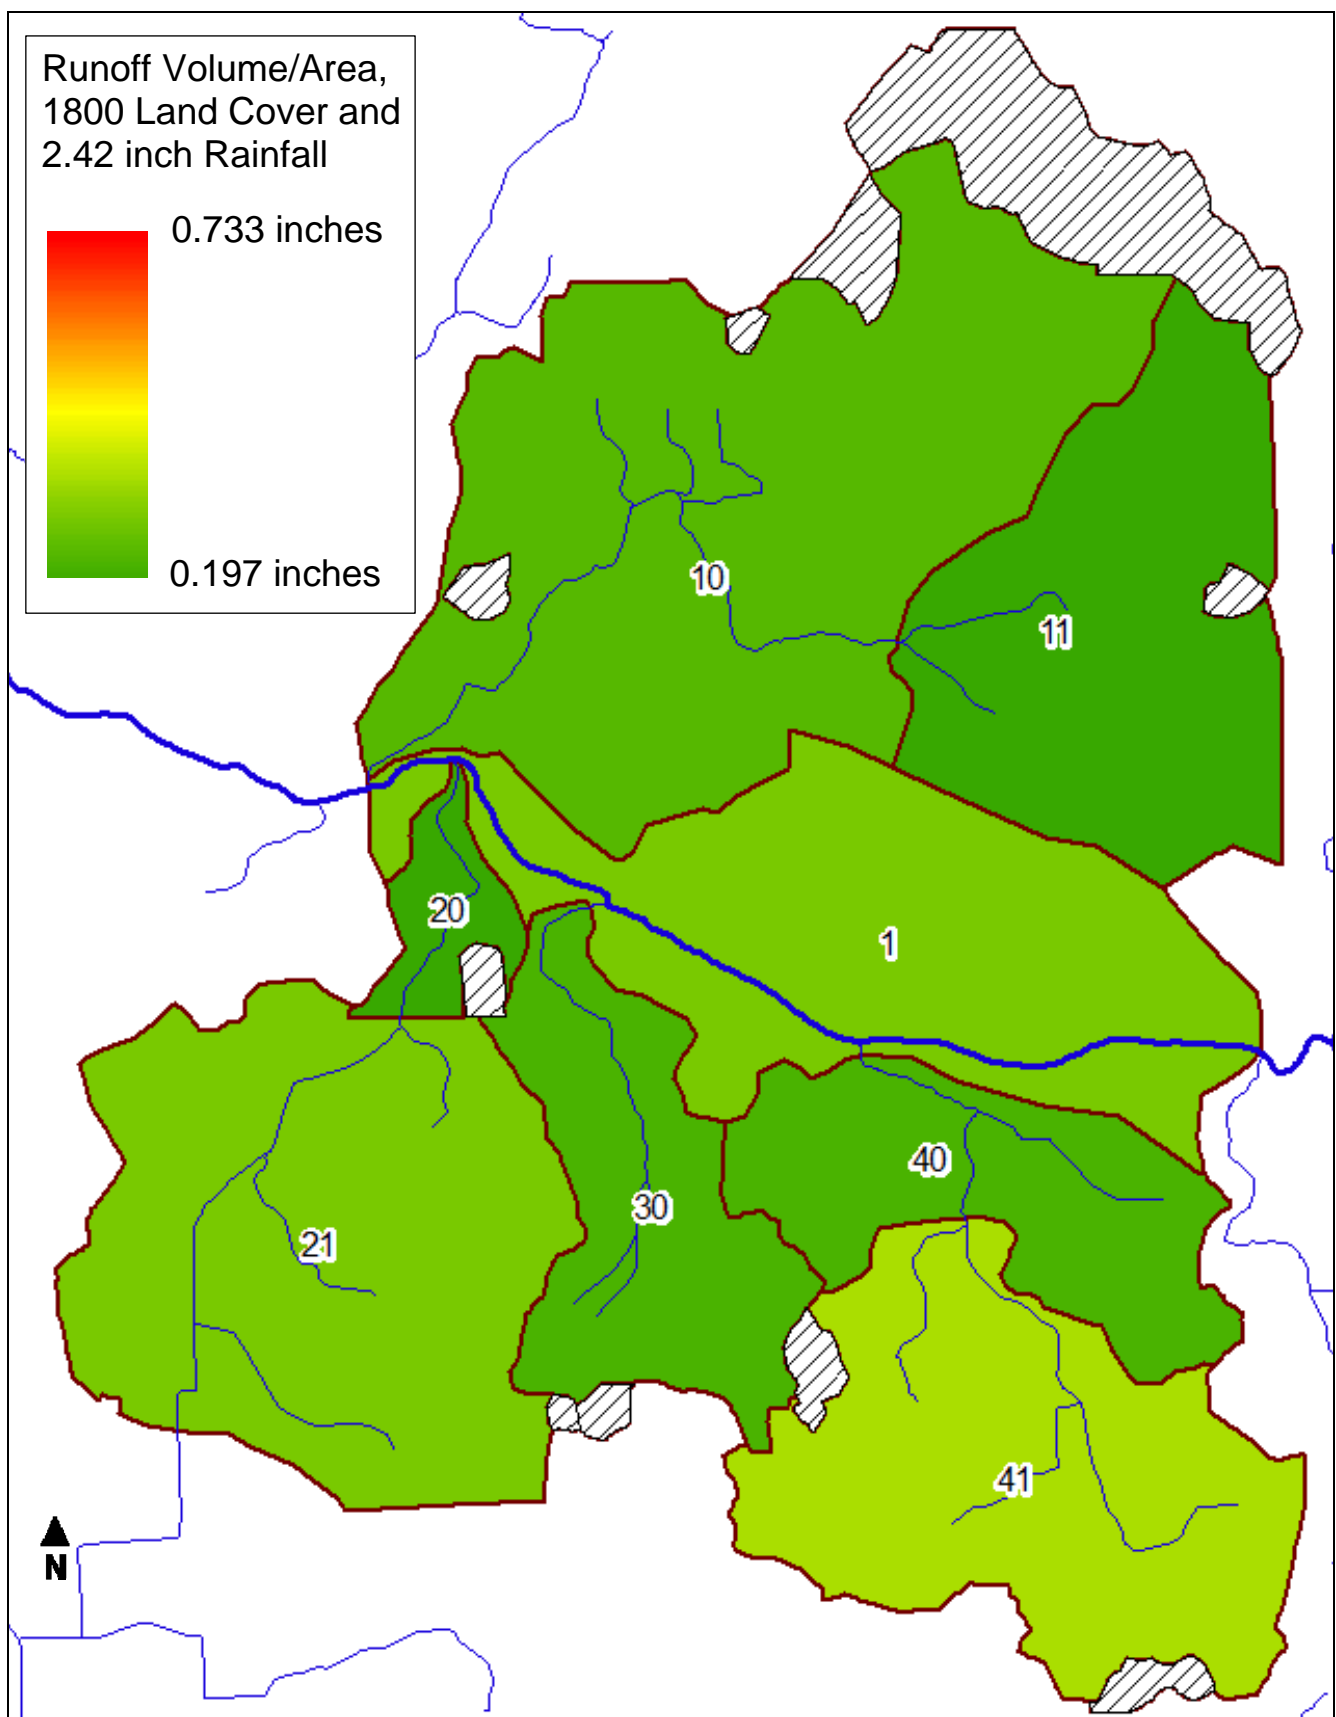 Runoff Volume/Area,
1800 Land Cover and
2.42 inch Rainfall
0.733 inches
0.197 inches
10
11
20
1
40
30
21
41
N